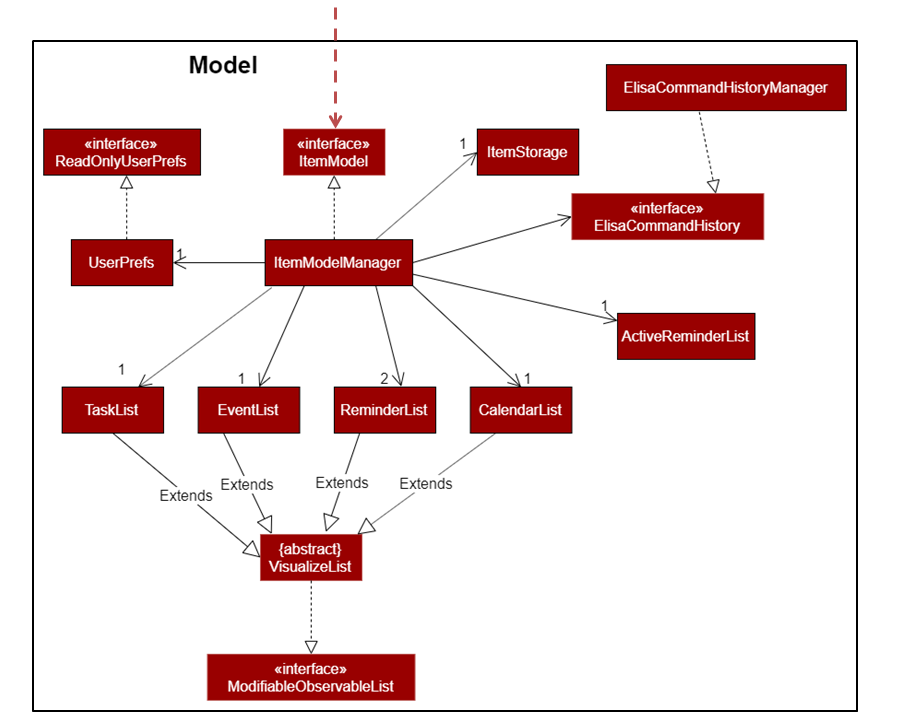 Model
ElisaCommandHistoryManager
«interface»
ReadOnlyUserPrefs
«interface»
ItemModel
1
ItemStorage
«interface»
ElisaCommandHistory
UserPrefs
1
ItemModelManager
1
ActiveReminderList
1
1
2
1
TaskList
EventList
ReminderList
CalendarList
Extends
Extends
Extends
Extends
{abstract}
VisualizeList
«interface»
ModifiableObservableList